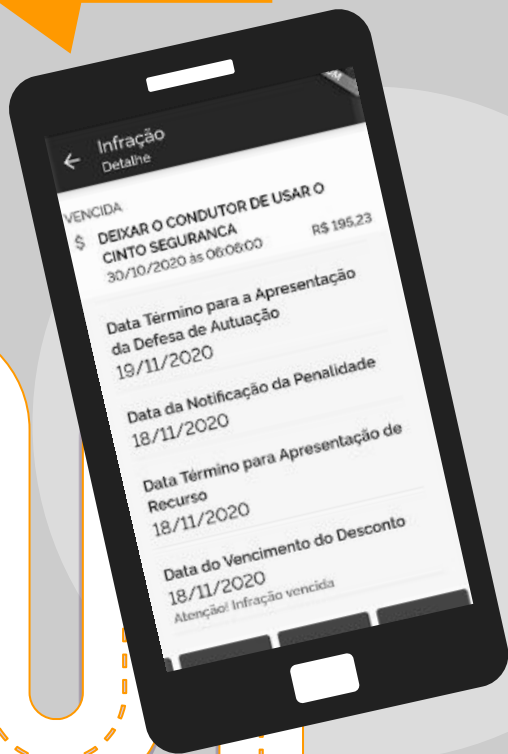 Infração
Detalhe
VENCIDA
$ DEIXAR O CONDUTOR DE USAR O
CINTO SEGURANCA
30/10/2020 às 06:06:00
R$ 195,23
Data Término para a Apresentação
da Defesa de Autuação
19/11/2020
Data da Notificação da Penalidade
18/11/2020
Data Término para Apresentação de
Recurso
18/11/2020
Data do Vencimento do Desconto
18/11/2020
Atenção! Infração vencida